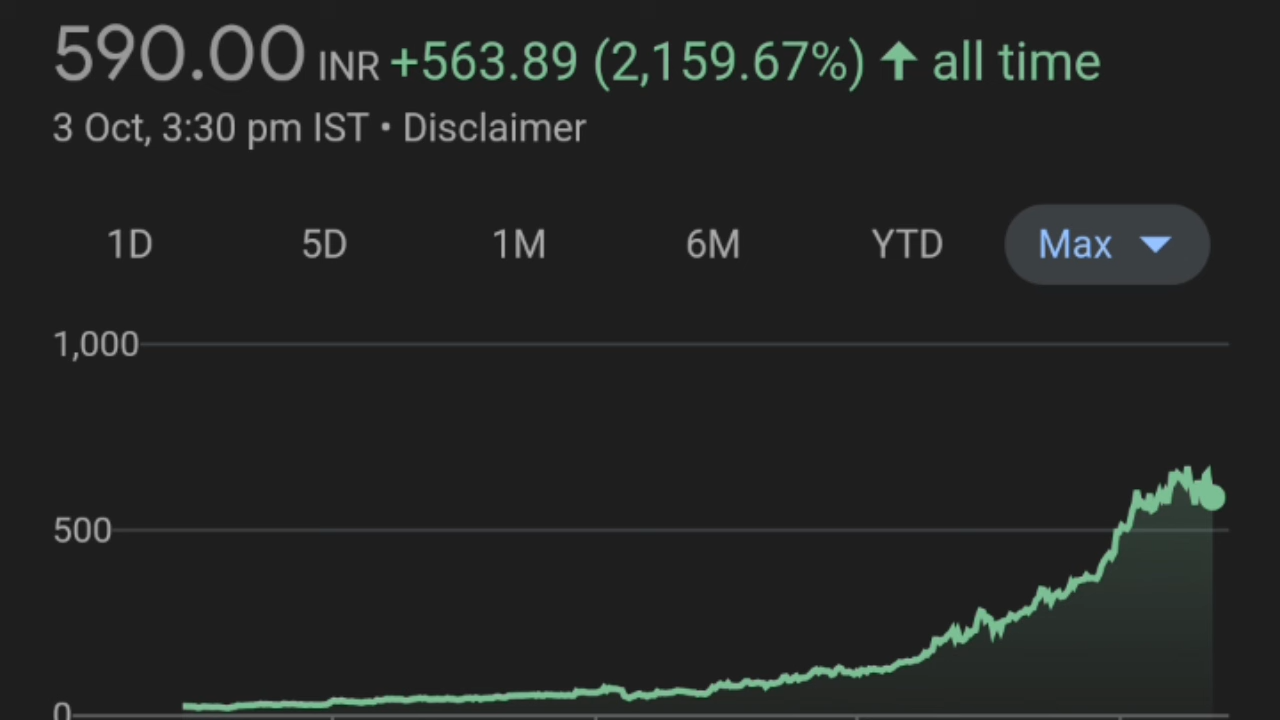 590.00 INR +563.89 (2,159.67%) ↑ all time
3 Oct, 3:30 pm IST • Disclaimer
1D 5D 1M 6M YTD Max
1,000
500
0